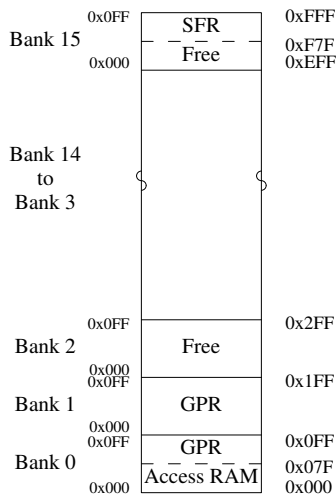 0x0FF SFR 0xFFF
Bank 15 0xF7F
0x000 Free 0xEFF
Bank 14
to
Bank 3
0x0FF 0x2FF
Bank 2 Free
0x000
0x0FF 0x1FF
Bank 1 GPR
0x000
0x0FF GPR 0x0FF
Bank 0 0x07F
0x000 Access RAM 0x000